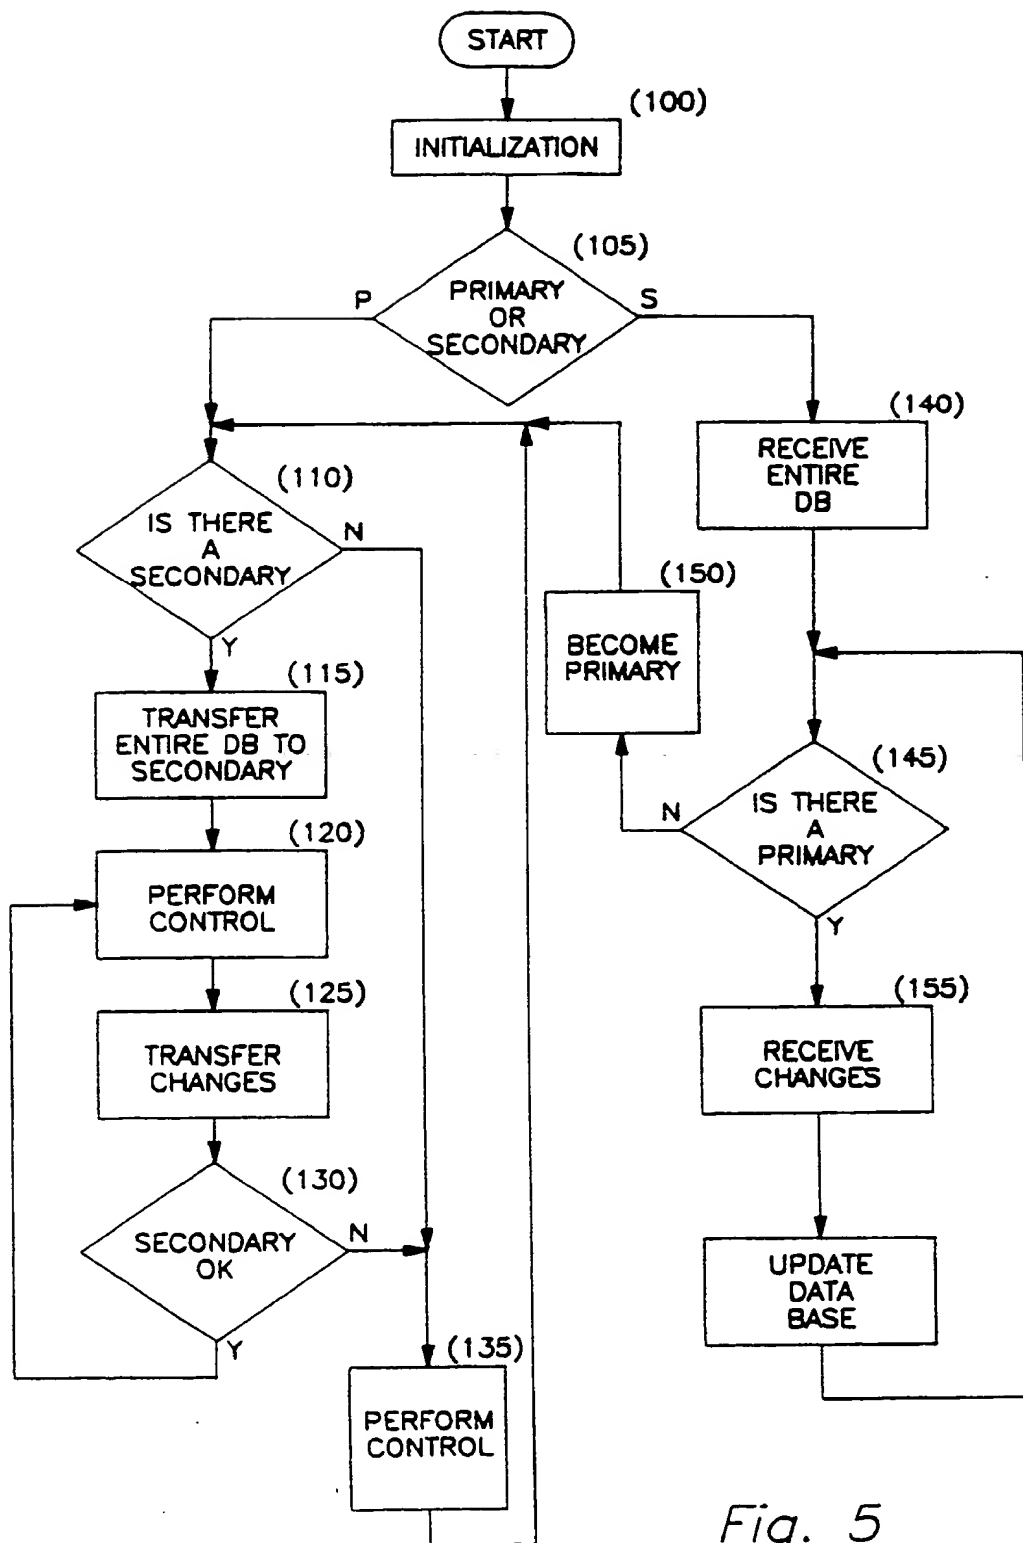 START
(100)
INITIALIZATION
(105)
P
PRIMARY
OR
SECONDARY
S
(110)
IS THERE
A
SECONDARY
N
Y
(115)
TRANSFER
ENTIRE DB TO
SECONDARY
(120)
PERFORM
CONTROL
(125)
TRANSFER
CHANGES
(130)
SECONDARY
OK
N
Y
(135)
PERFORM
CONTROL
(150)
BECOME
PRIMARY
(140)
RECEIVE
ENTIRE
DB
(145)
IS THERE
A
PRIMARY
N
Y
(155)
RECEIVE
CHANGES
UPDATE
DATA
BASE
Fig. 5